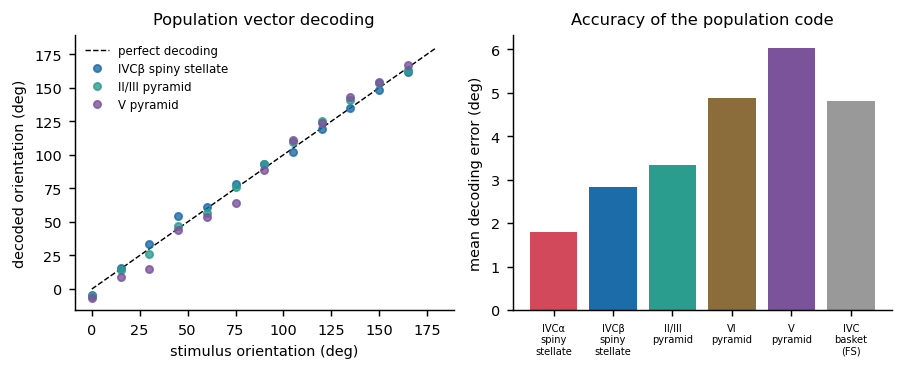 Population vector decoding
perfect decoding
IVCβ spiny stellate
II/III pyramid
V pyramid
175
150
125
100
75
50
25
0
decoded orientation (deg)
0
25
50
75
100
125
150
175
stimulus orientation (deg)
Accuracy of the population code
6
5
4
3
2
1
0
mean decoding error (deg)
IVCα
spiny
stellate
IVCβ
spiny
stellate
II/III
pyramid
VI
pyramid
V
pyramid
IVC
basket
(FS)